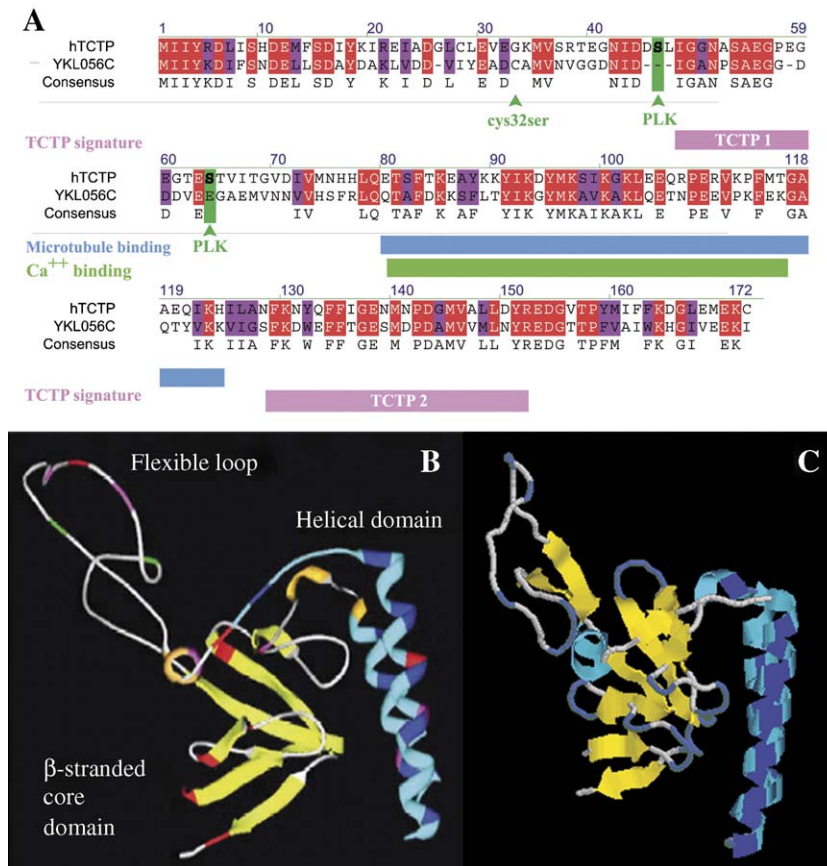 A
1 10 20 30 40 59
hTCTP MIIYRDLISHDEMFSDIYKIREIADGLCLEVEGKMVSRTEGNIDDSLIGGNASAEGPEG
YKL056C MIIYKDIFSNDELLSDAYDAKLVDD-VIYEADCAMVNVGGDNID---IGANPSAEGG-D
Consensus MIIYKDI S DELLSD YK I D L E D MV NID IGAN SAEG
cys32ser PLK
TCTP signature TCTP 1
60 70 80 90 100 118
hTCTP EGTESTVITGVDIVMNHHLQETSFTKEAYKKYIKDYMKSIKGKLEEQRPERVKPFMTGA
YKL056C DDVEEGAEMVNNVVHSFRLQQTAFDKKSFLTYIKGYMKAVKAKLQETNPEEVPKFEKGA
Consensus D E IV LQ TAF K AF YIK YMKAIKAKL E PE V F GA
PLK
Microtubule binding
Ca++ binding
119 130 140 150 160 172
hTCTP AEQIKHILANFKNYQFFIGENMNPDGMVALLDYREDGVTPYMIFFKDGLEMEKC
YKL056C QTYVKKVIGSFKDWEFFTGESMDPDAMVVMLNYREDGTTPFVAIWKHGIVEEKI
Consensus IK IIA FK W FF GE M PDAMV LL YREDG TPFM FK GI EK
TCTP signature TCTP 2
B
Flexible loop
Helical domain
β-stranded
core
domain
C